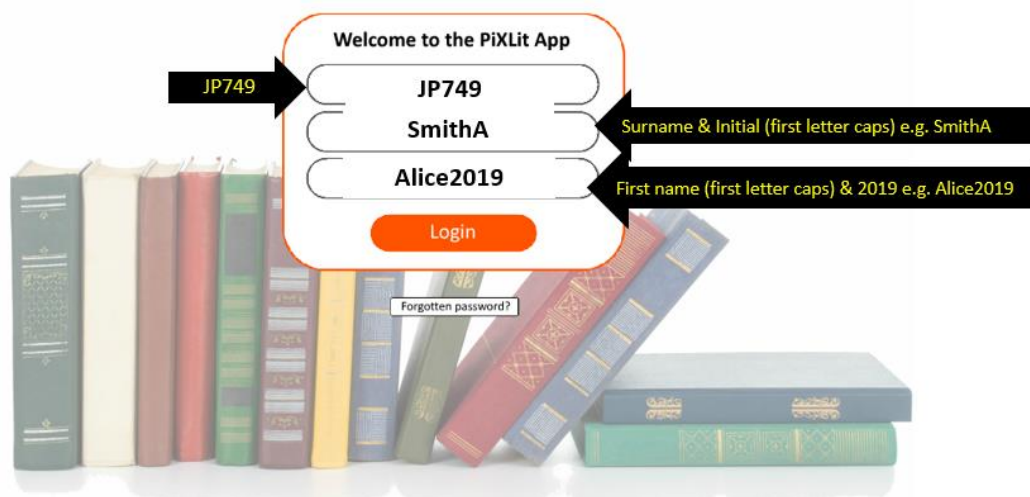 Welcome to the PiXLit App
JP749
JP749
SmithA
Surname & Initial (first letter caps) e.g. SmithA
Alice2019
First name (first letter caps) & 2019 e.g. Alice2019
Login
Forgotten password?